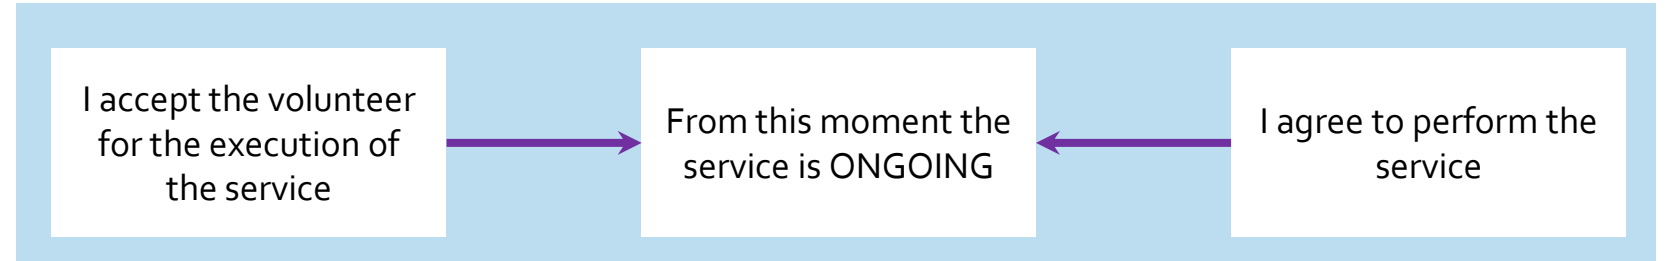 I accept the volunteer
for the execution of
the service
From this moment the
service is ONGOING
I agree to perform the
service